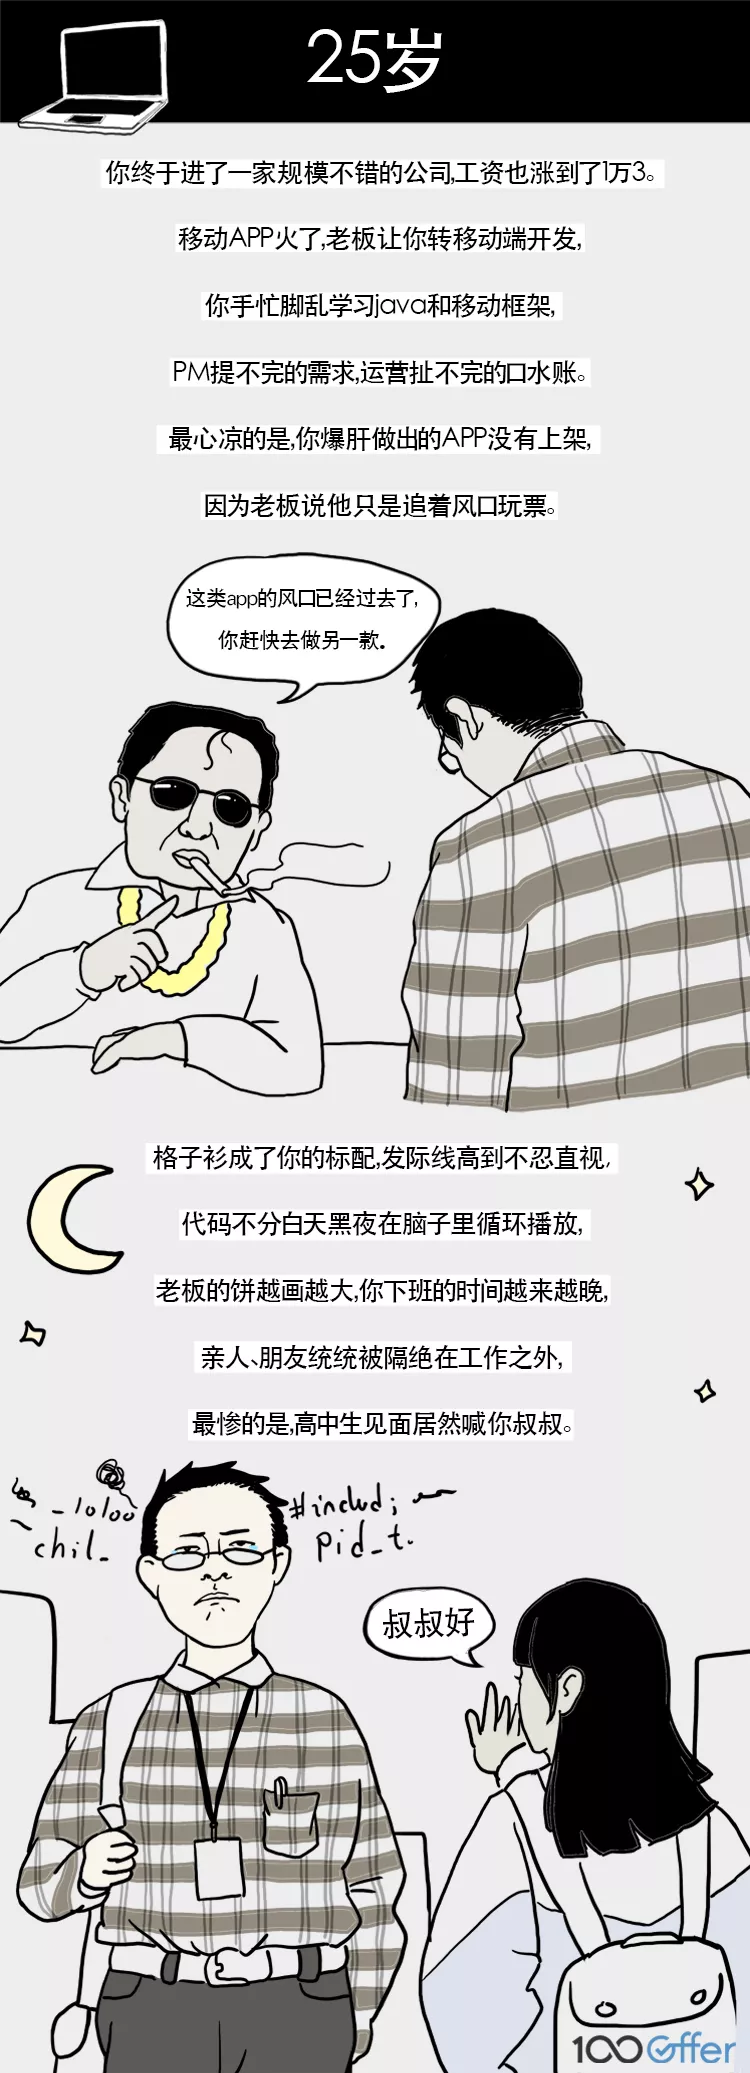 25岁
你终于进了一家规模不错的公司,工资也涨到了1万3。
移动APP火了,老板让你转移动端开发,
你手忙脚乱学习java和移动框架,
PM提不完的需求,运营扯不完的口水账。
最心凉的是,你爆肝做出的APP没有上架,
因为老板说他只是追着风口玩票。
这类app的风口已经过去了,
你赶快去做另一款.
格子衫成了你的标配,发际线高到不忍直视,
代码不分白天黑夜在脑子里循环播放,
老板的饼越画越大,你下班的时间越来越晚,
亲人、朋友统统被隔绝在工作之外,
最惨的是,高中生见面居然喊你叔叔。
_10100
chil_
#includ;
pid_t.
叔叔好
100offer